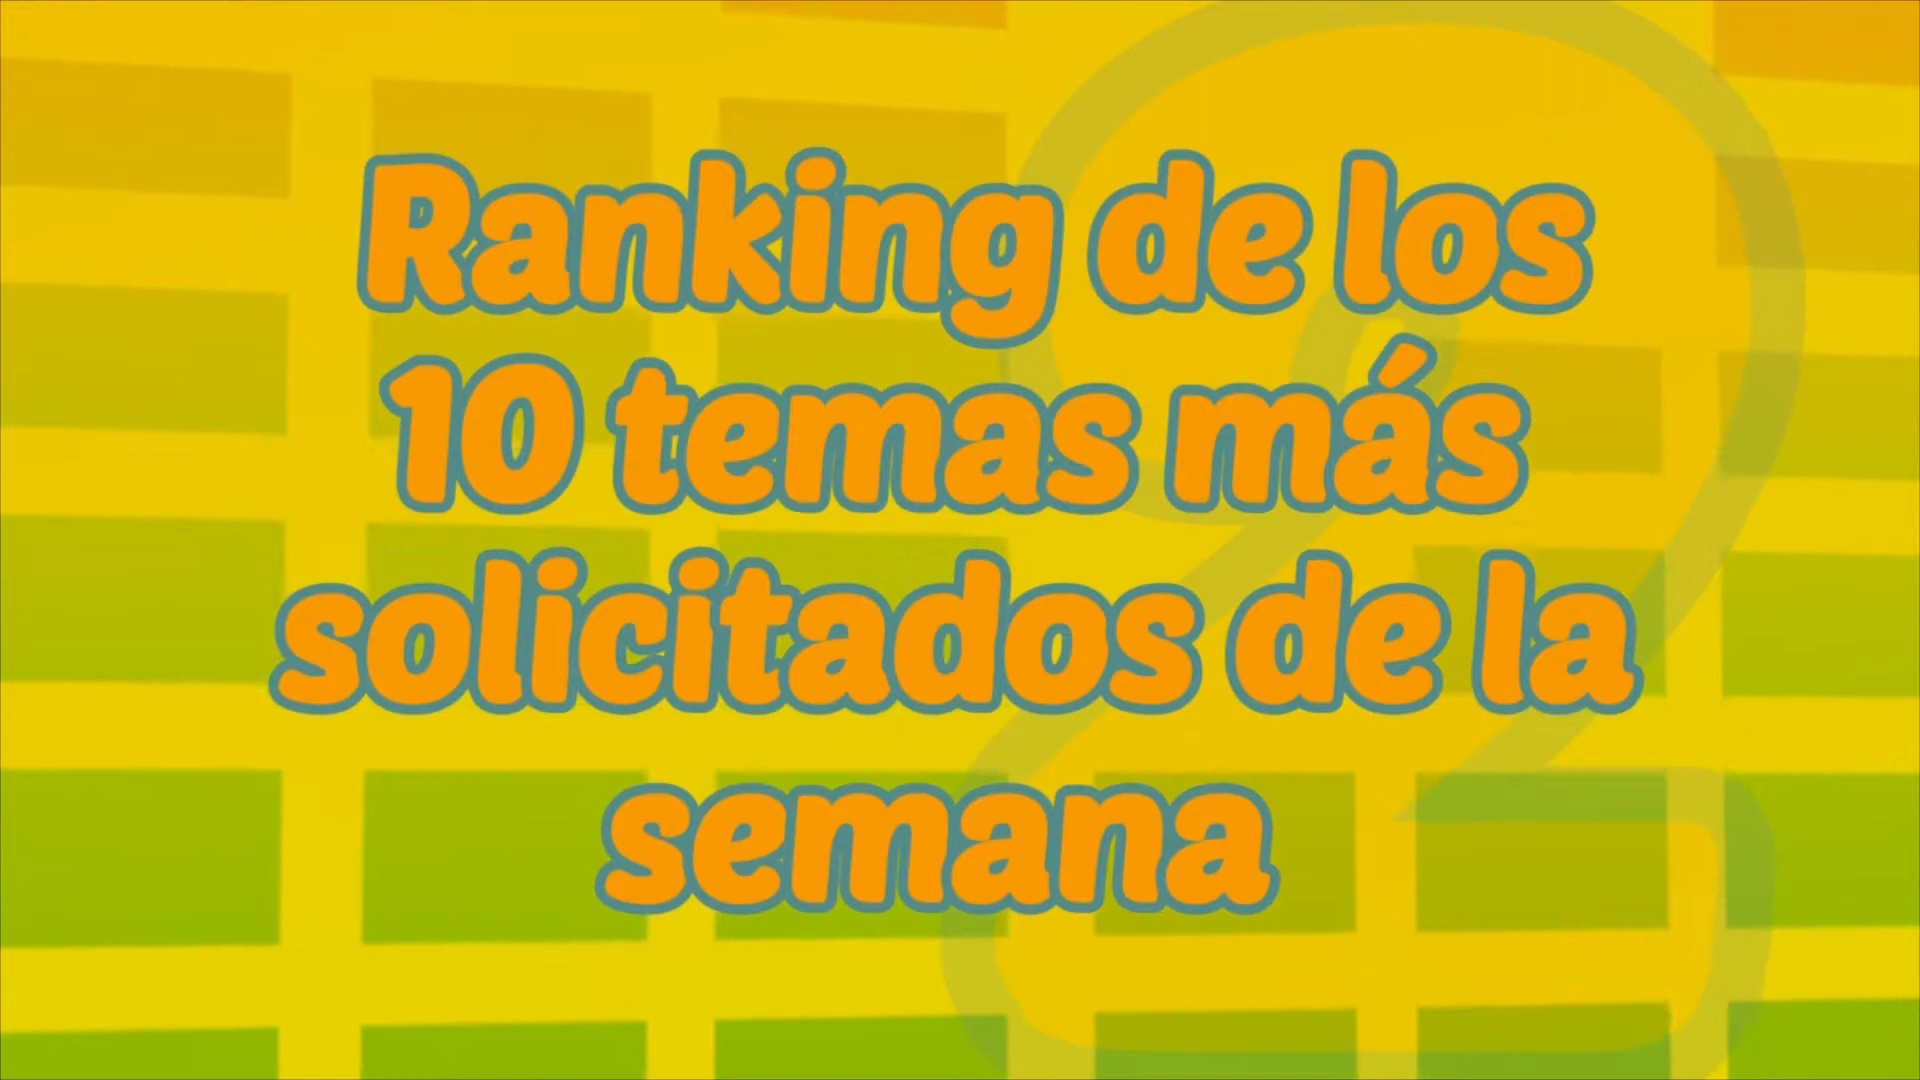 Ranking de los
10 temas más
solicitados de la
semana